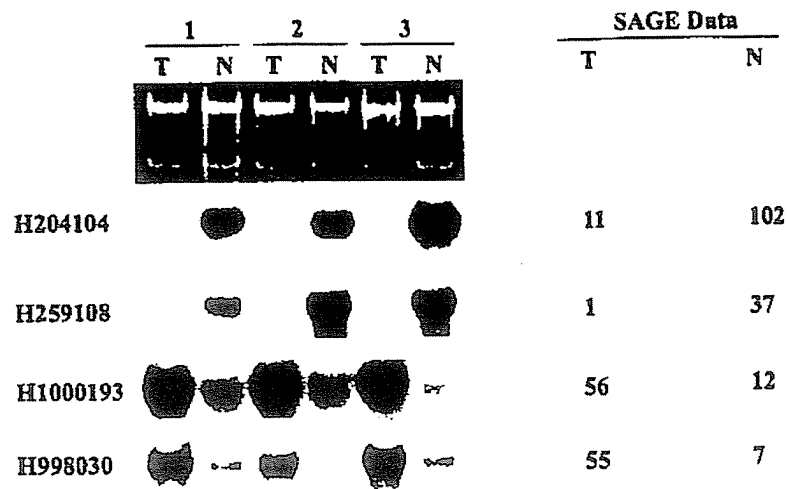 1 2 3 SAGE Data
T N T N T N T N
H204104 11 102
H259108 1 37
H1000193 56 12
H998030 55 7